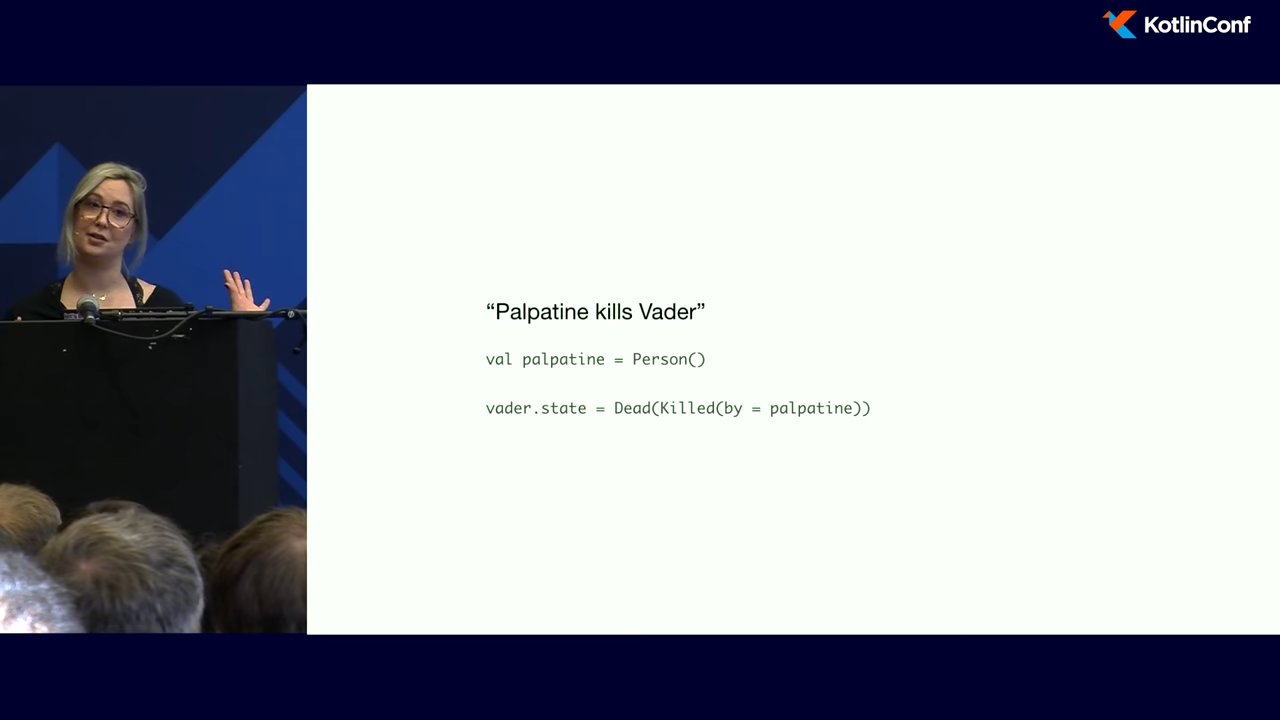 KotlinConf
“Palpatine kills Vader”
val palpatine = Person()
vader.state = Dead(Killed(by = palpatine))